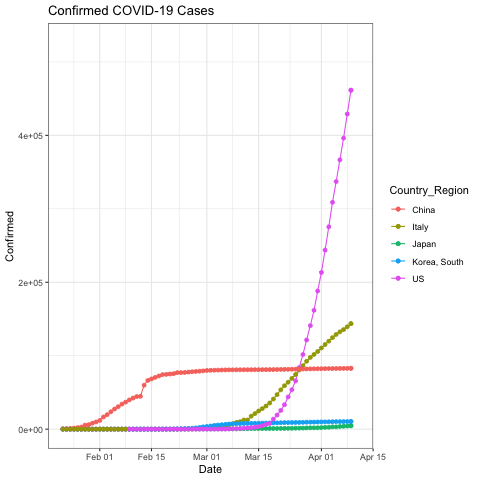 Confirmed COVID-19 Cases
Confirmed
4e+05
2e+05
0e+00
Feb 01 Feb 15 Mar 01 Mar 15 Apr 01 Apr 15
Date
Country_Region
China
Italy
Japan
Korea, South
US